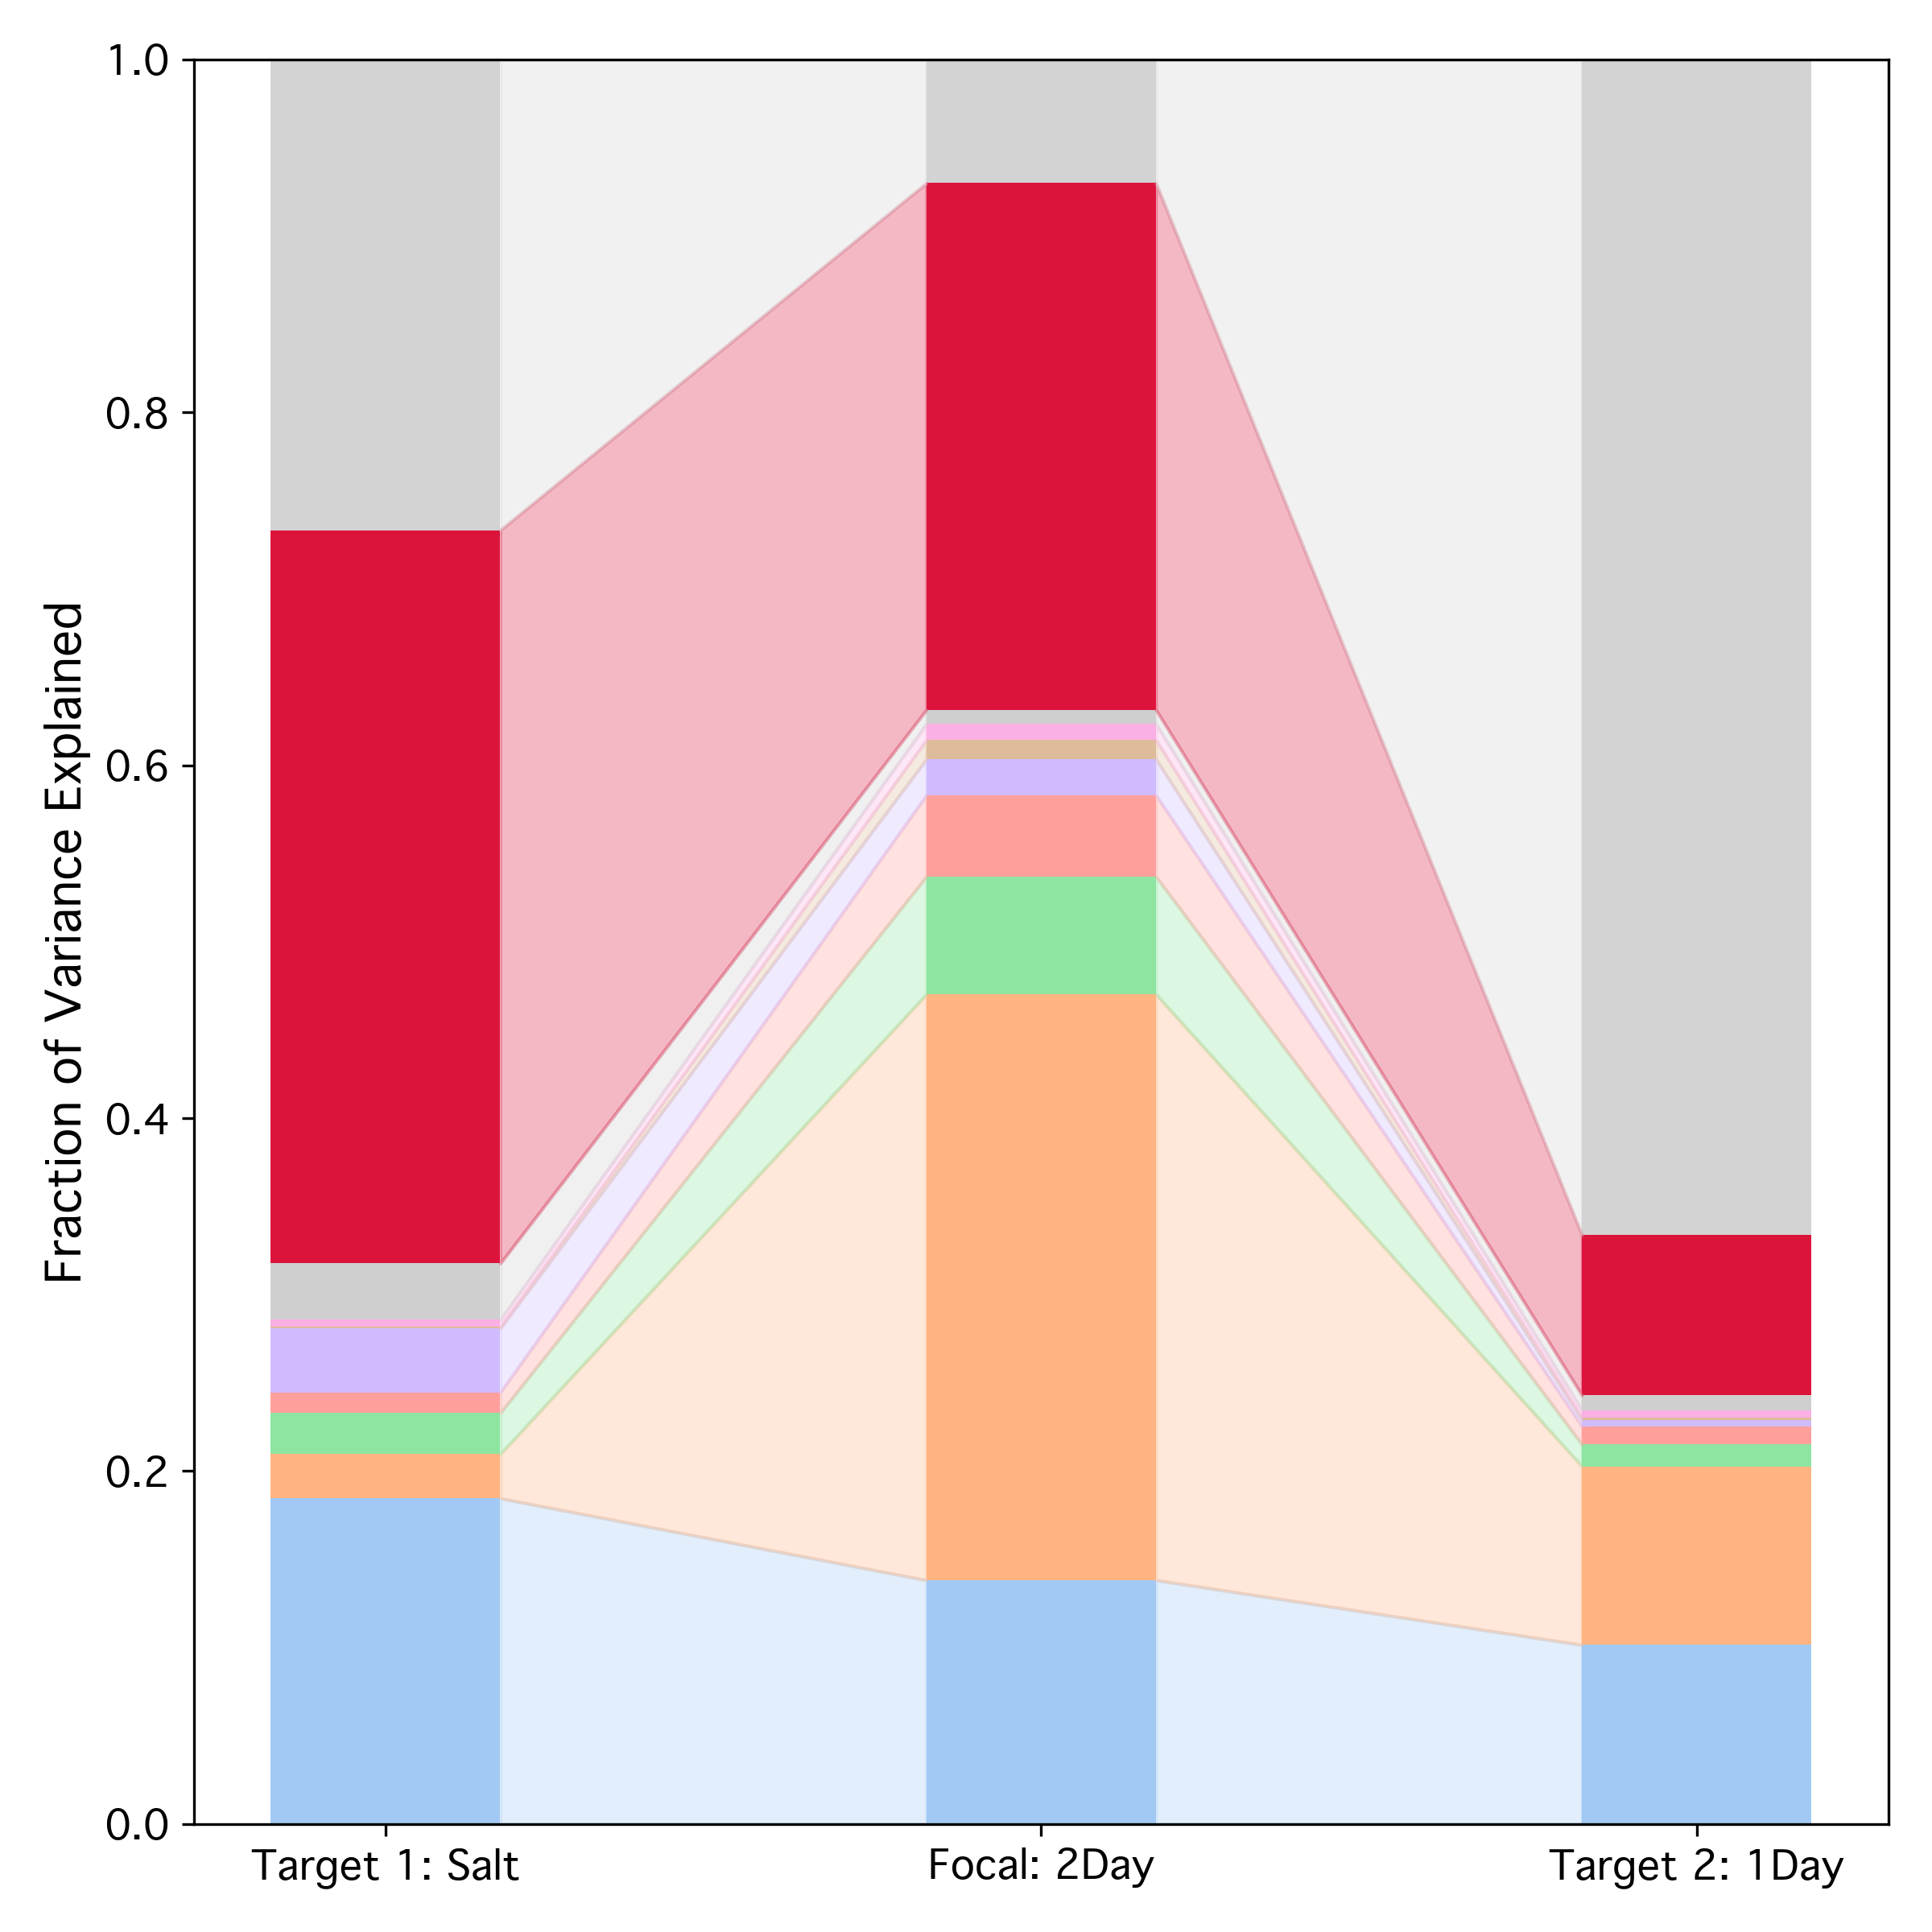 Fraction of Variance Explained
1.0
0.8
0.6
0.4
0.2
0.0
Target 1: Salt
Focal: 2Day
Target 2: 1Day